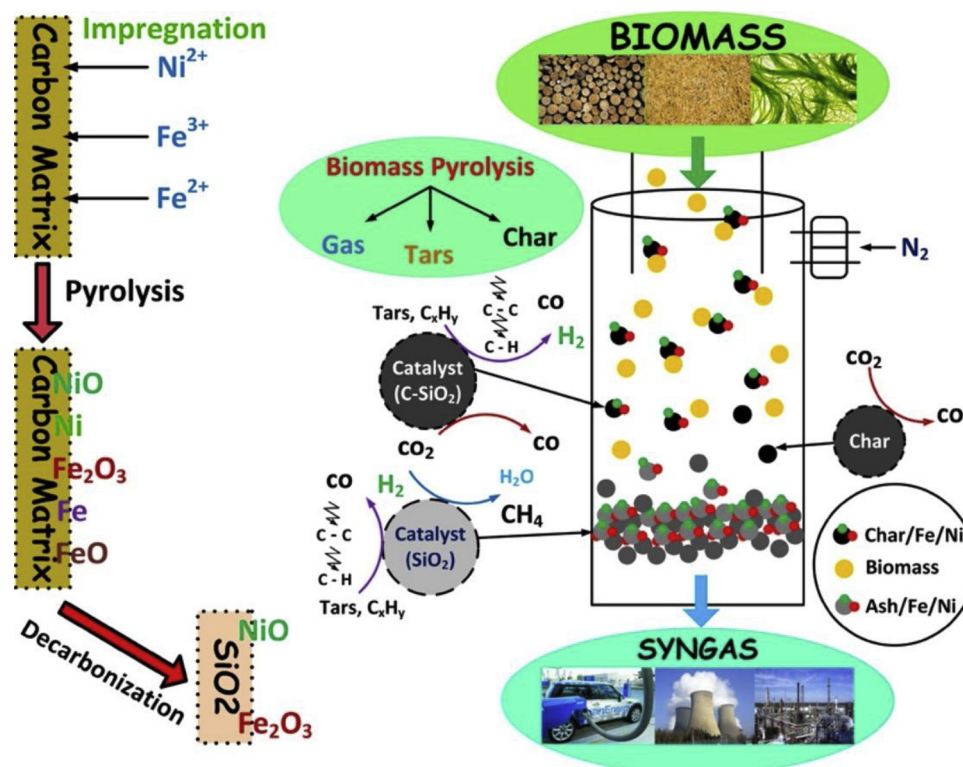 Impregnation
Carbon Matrix
Ni2+
Fe3+
Fe2+
Pyrolysis
Carbon Matrix
NiO
Ni
Fe2O3
Fe
FeO
Decarbonization
SiO2
NiO
Fe2O3
BIOMASS
Biomass Pyrolysis
Gas
Tars
Char
N2
Tars, CxHy
C - C
C - H
CO
H2
Catalyst
(C-SiO2)
CO2
CO
H2
H2O
CO
C - C
C - H
Catalyst
(SiO2)
CH4
Tars, CxHy
CO2
CO
Char
Char/Fe/Ni
Biomass
Ash/Fe/Ni
SYNGAS